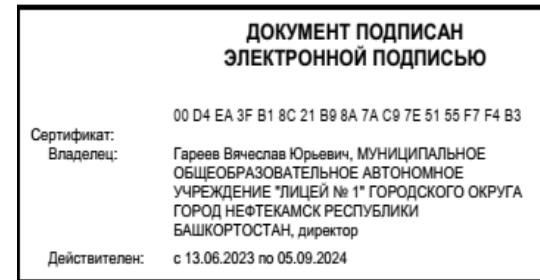 ДОКУМЕНТ ПОДПИСАН
ЭЛЕКТРОННОЙ ПОДПИСЬЮ
00 D4 EA 3F B1 8C 21 B9 8A 7A C9 7E 51 55 F7 F4 B3
Сертификат:
Владелец: Гареев Вячеслав Юрьевич, МУНИЦИПАЛЬНОЕ
ОБЩЕОБРАЗОВАТЕЛЬНОЕ АВТОНОМНОЕ
УЧРЕЖДЕНИЕ "ЛИЦЕЙ № 1" ГОРОДСКОГО ОКРУГА
ГОРОД НЕФТЕКАМСК РЕСПУБЛИКИ
БАШКОРТОСТАН, директор
Действителен: с 13.06.2023 по 05.09.2024